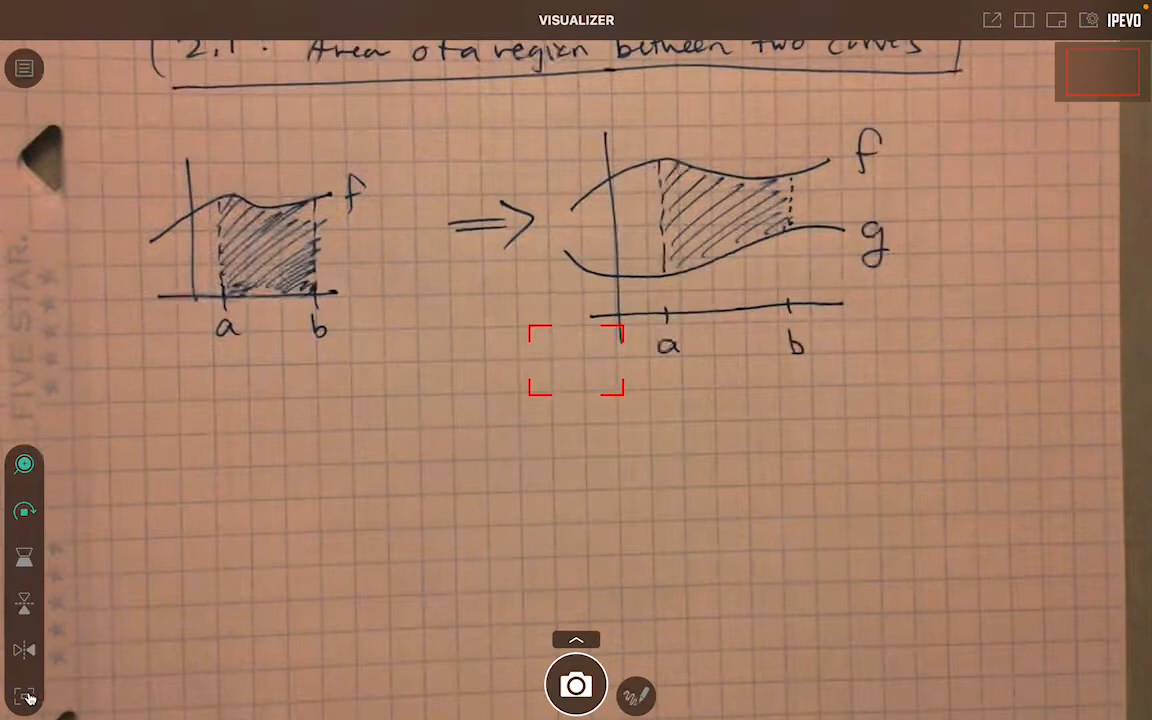 VISUALIZER
IPEVO
2.1: Area of a region between two curves
f
f
g
a b
a b
FIVE STAR.